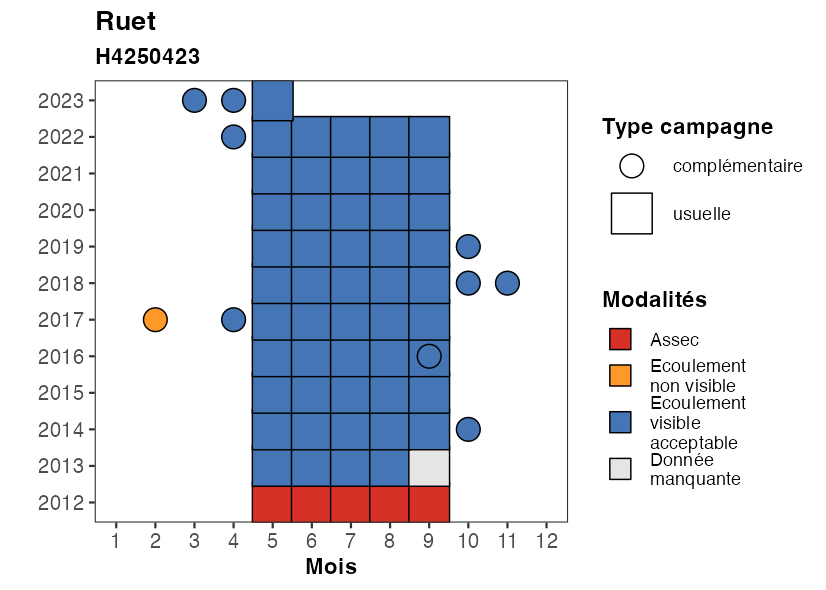 Ruet
H4250423
2023
2022
2021
2020
2019
2018
2017
2016
2015
2014
2013
2012
1 2 3 4 5 6 7 8 9 10 11 12
Mois
Type campagne
complémentaire
usuelle
Modalités
Assec
Ecoulement
non visible
Ecoulement
visible
acceptable
Donnée
manquante